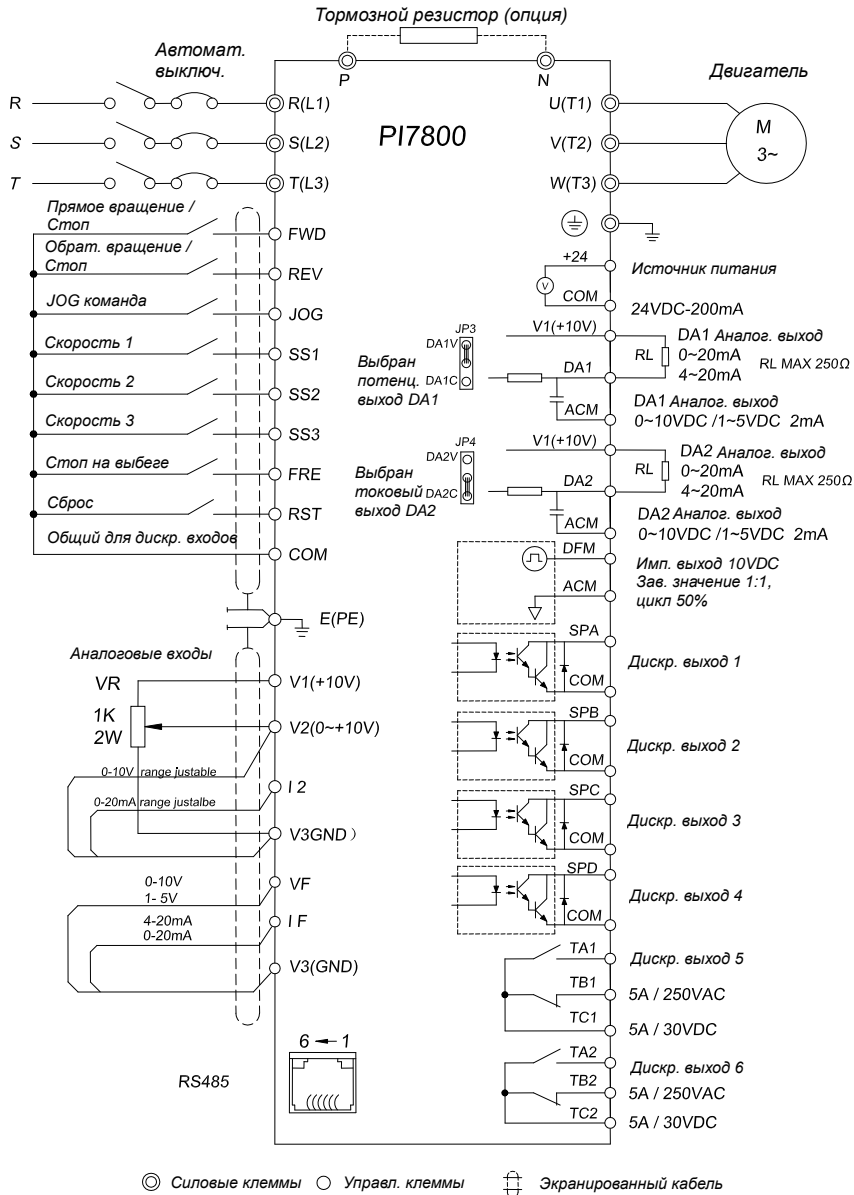 Тормозной резистор (опция)
Автомат.
выключ.
P
N
Двигатель
R
R(L1)
U(T1)
S
S(L2)
PI7800
V(T2)
M
3~
T
T(L3)
W(T3)
Прямое вращение /
Стоп
FWD
Обрат. вращение /
Стоп
REV
JOG команда
JOG
Скорость 1
SS1
Скорость 2
SS2
Скорость 3
SS3
Стоп на выбеге
FRE
Сброс
RST
Общий для дискр. входов
COM
E(PE)
+24
V
COM
Источник питания
24VDC-200mA
JP3
DA1V
DA1C
Выбран
потенц.
выход DA1
V1(+10V)
DA1
ACM
RL
DA1 Аналог. выход
0~20mA
4~20mA
RL MAX 250Ω
DA1 Аналог. выход
0~10VDC /1~5VDC 2mA
JP4
DA2V
DA2C
Выбран
токовый
выход DA2
V1(+10V)
DA2
ACM
RL
DA2 Аналог. выход
0~20mA
4~20mA
RL MAX 250Ω
DA2 Аналог. выход
0~10VDC /1~5VDC 2mA
DFM
ACM
Имп. выход 10VDC
Зав. значение 1:1,
цикл 50%
SPA
COM
Дискр. выход 1
SPB
COM
Дискр. выход 2
SPC
COM
Дискр. выход 3
SPD
COM
Дискр. выход 4
Аналоговые входы
VR
1K
2W
V1(+10V)
V2(0~+10V)
0-10V range justable
I 2
0-20mA range justalbe
V3GND）
0-10V
1- 5V
VF
4-20mA
0-20mA
I F
V3(GND)
TA1
Дискр. выход 5
TB1
5A / 250VAC
TC1
5A / 30VDC
TA2
Дискр. выход 6
TB2
5A / 250VAC
TC2
5A / 30VDC
6 ← 1
RS485
Силовые клеммы
Управл. клеммы
Экранированный кабель